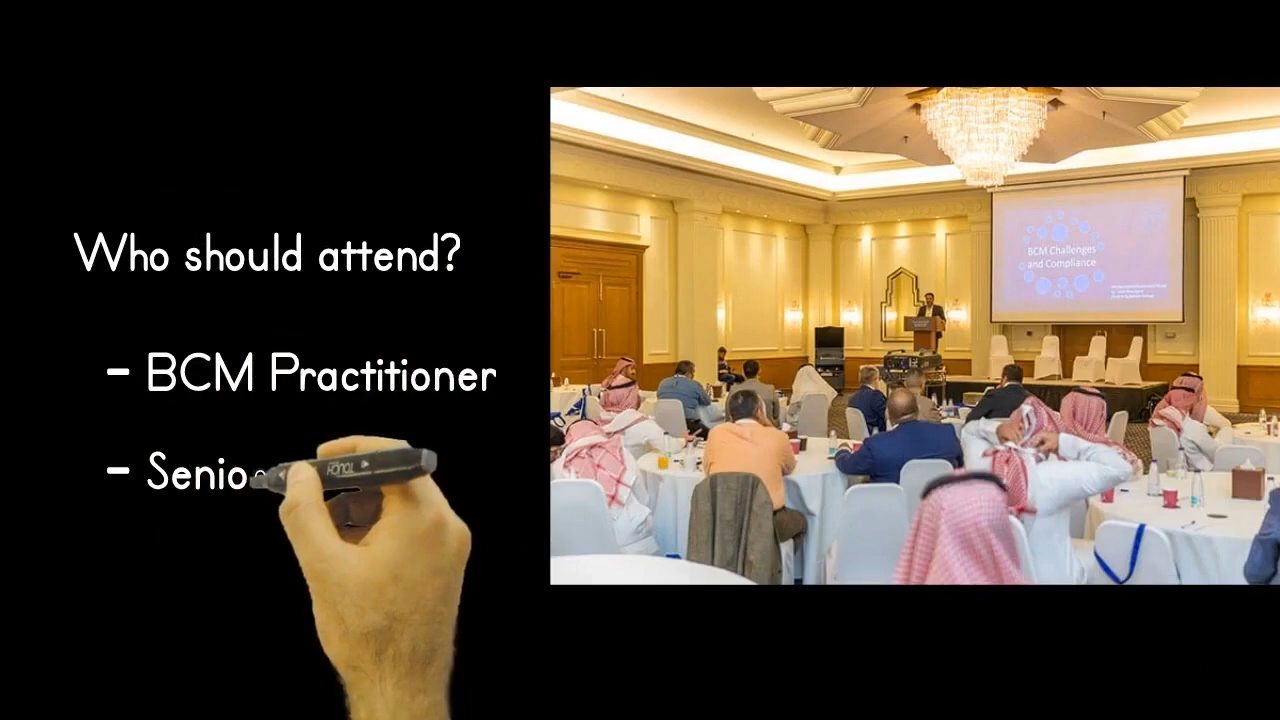 Who should attend?
- BCM Practitioner
- Senio
BCM Challenges
and Compliance